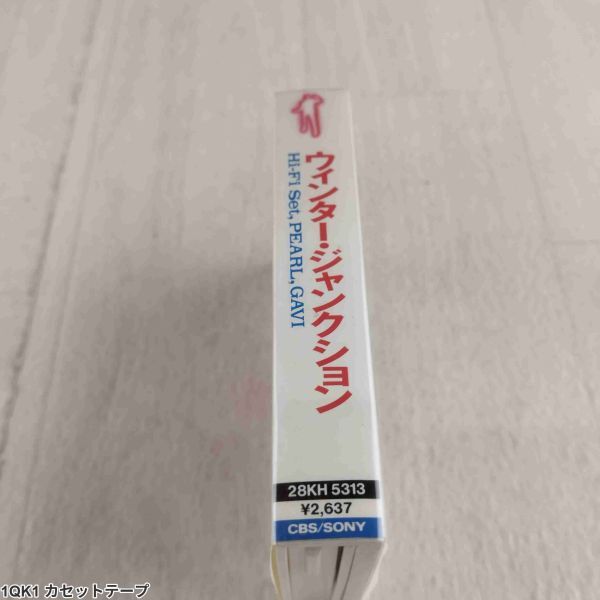 ウィンター・ジャンクション
Hi-Fi Set, PEARL, GAVI
28KH 5313
¥2,637
CBS/SONY
1QK1 カセットテープ